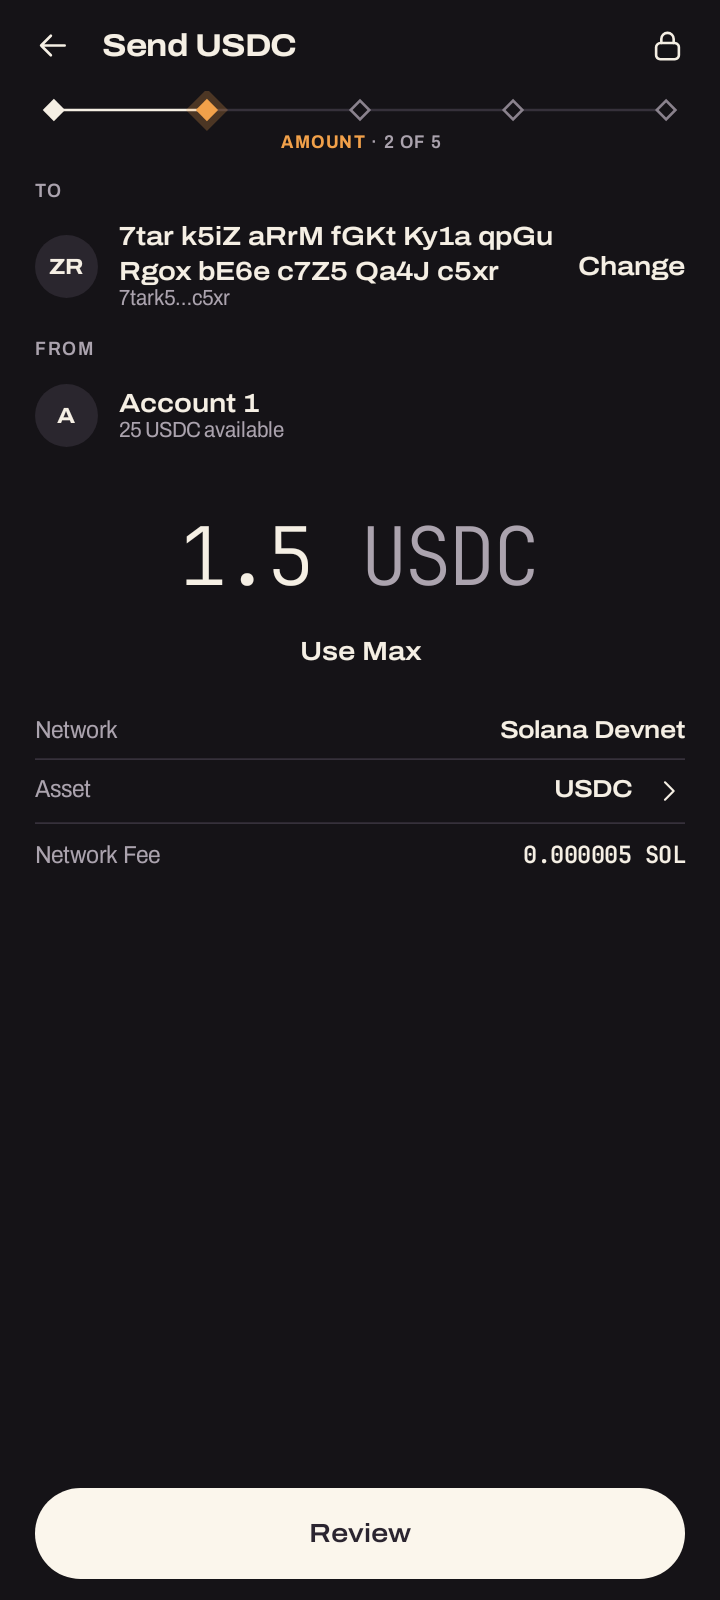 Send USDC
AMOUNT · 2 OF 5
TO
ZR
7tar k5iZ aRrM fGKt Ky1a qpGu
Rgox bE6e c7Z5 Qa4J c5xr
Change
7tark5...c5xr
FROM
A
Account 1
25 USDC available
1.5 USDC
Use Max
Network
Solana Devnet
Asset
USDC
Network Fee
0.000005 SOL
Review